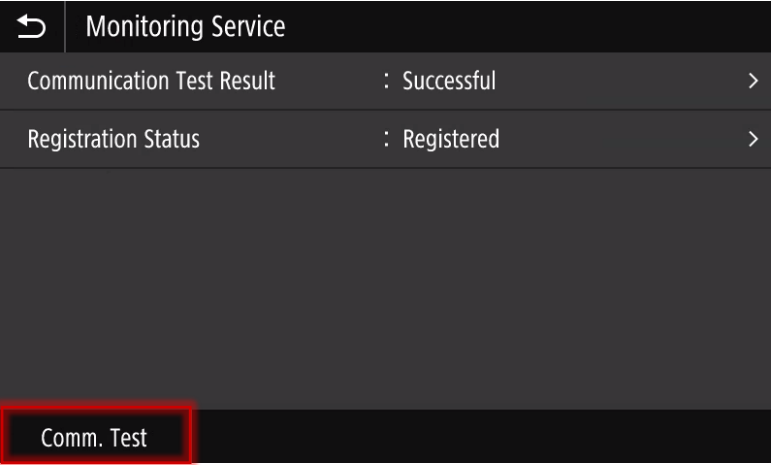 Monitoring Service
Communication Test Result : Successful
Registration Status : Registered
Comm. Test